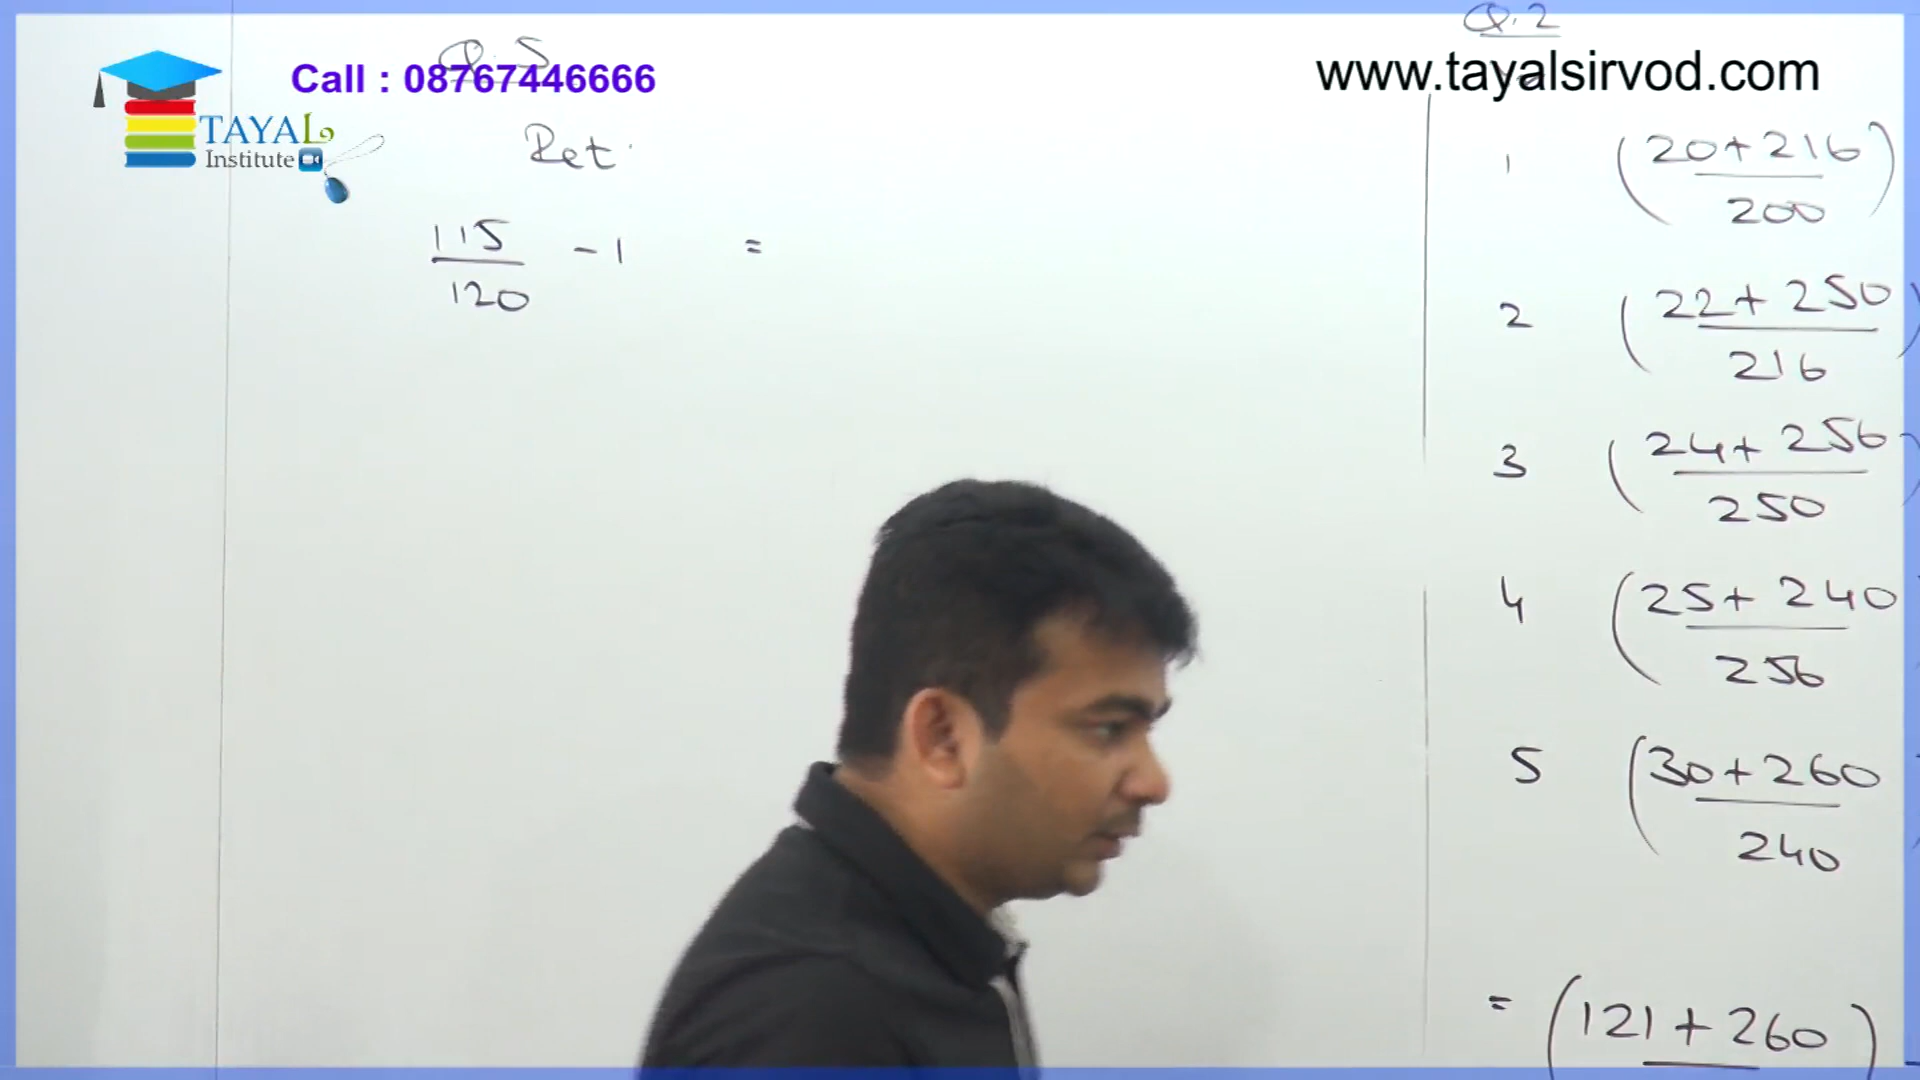 Q.5
Call : 08767446666
TAYAL
Institute
Ret.
115
120
- 1 =
Q.2
www.tayalsirvod.com
1 (20+216)
200
2 (22+ 250)
216
3 (24+ 256)
250
4 (25+ 240
256
5 (30+260
240
= (121 + 260)